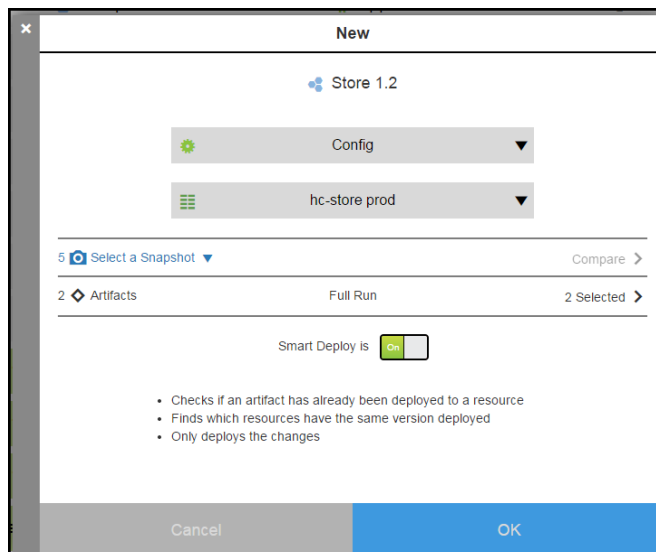 New
Store 1.2
Config
hc-store prod
5 Select a Snapshot Compare
2 Artifacts Full Run 2 Selected
Smart Deploy is On
Checks if an artifact has already been deployed to a resource
Finds which resources have the same version deployed
Only deploys the changes
Cancel OK